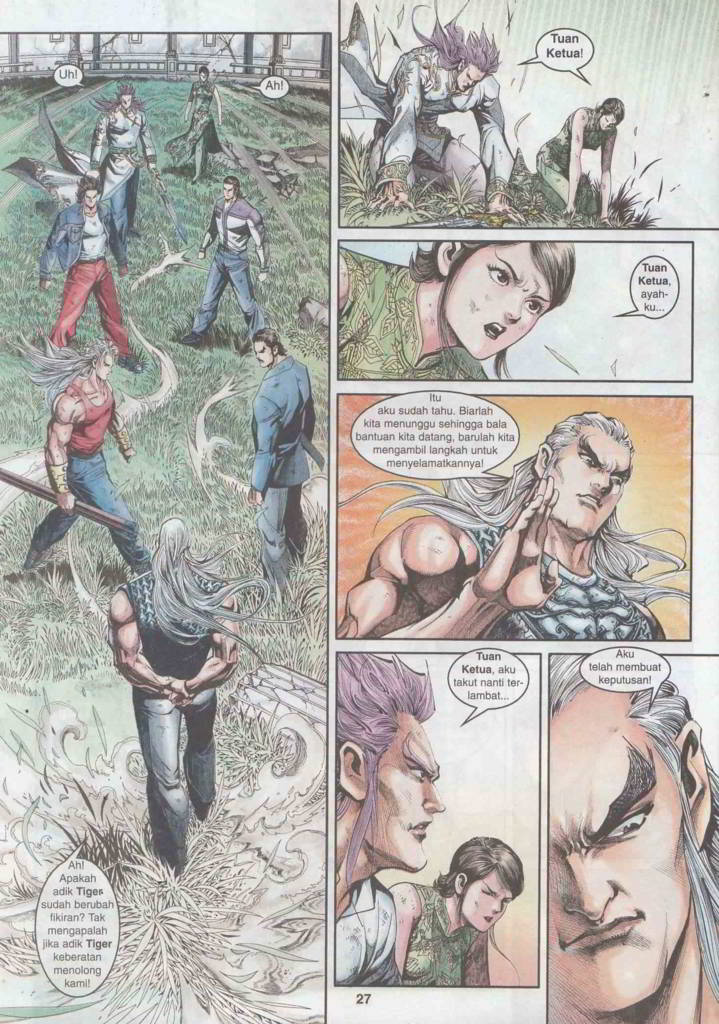 Uh!
Ah!
Ah!
Apakah
adik Tiger
sudah berubah
fikiran? Tak
mengapalah
jika adik Tiger
keberatan
menolong
kami!
Tuan
Ketua!
Tuan
Ketua,
ayah-
ku...
Itu
aku sudah tahu. Biarlah
kita menunggu sehingga bala
bantuan kita datang, barulah kita
mengambil langkah untuk
menyelamatkannya!
Tuan
Ketua, aku
takut nanti ter-
lambat...
Aku
telah membuat
keputusan!
27